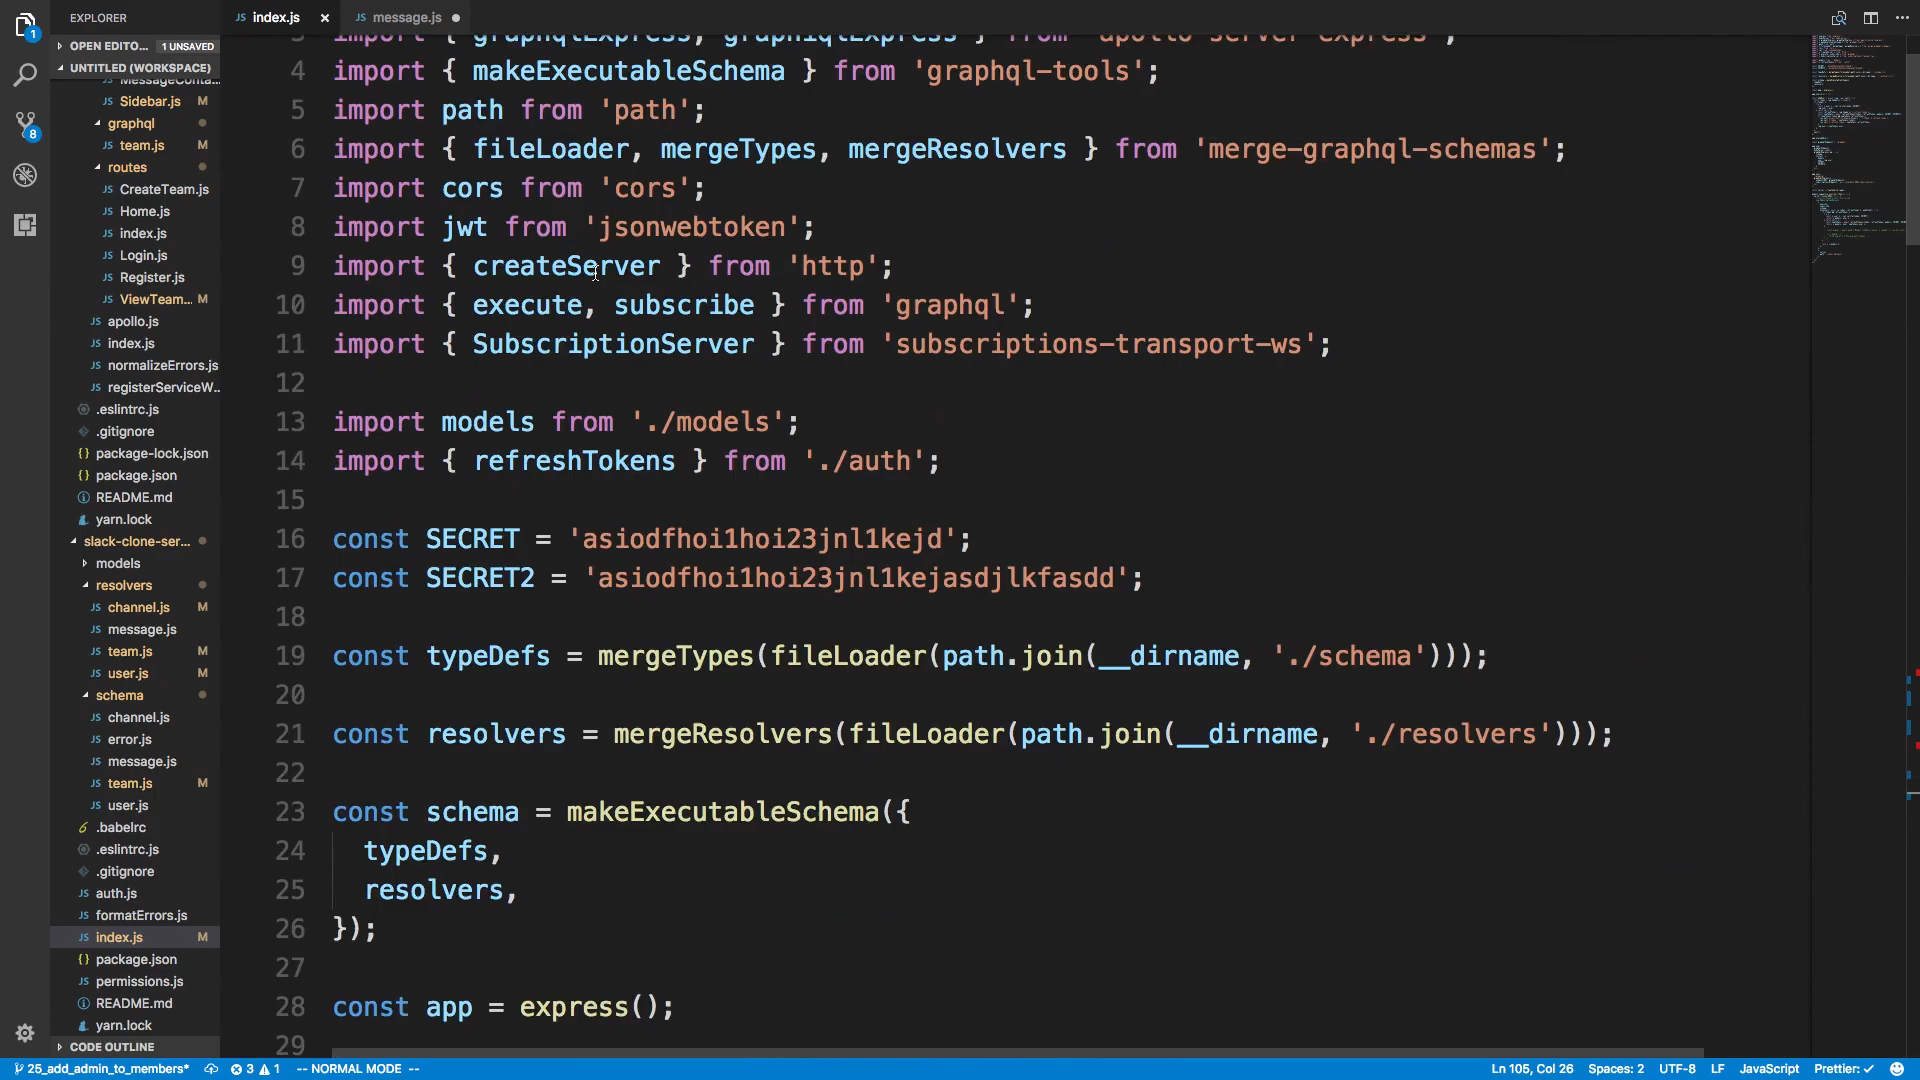 EXPLORER
OPEN EDITO... 1 UNSAVED
UNTITLED (WORKSPACE)
MessageConta...
JS Sidebar.js M
graphql
JS team.js M
routes
JS CreateTeam.js
JS Home.js
JS index.js
JS Login.js
JS Register.js
JS ViewTeam... M
JS apollo.js
JS index.js
JS normalizeErrors.js
JS registerServiceW...
.eslintrc.js
.gitignore
{} package-lock.json
{} package.json
README.md
yarn.lock
slack-clone-ser...
models
resolvers
JS channel.js M
JS message.js
JS team.js M
JS user.js M
schema
JS channel.js
JS error.js
JS message.js
JS team.js M
JS user.js
.babelrc
.eslintrc.js
.gitignore
JS auth.js
JS formatErrors.js
JS index.js M
{} package.json
JS permissions.js
README.md
yarn.lock
CODE OUTLINE
1
8
JS index.js ×
JS message.js
3 import { graphqlExpress, graphiqlExpress } from 'apollo-server-express';
4 import { makeExecutableSchema } from 'graphql-tools';
5 import path from 'path';
6 import { fileLoader, mergeTypes, mergeResolvers } from 'merge-graphql-schemas';
7 import cors from 'cors';
8 import jwt from 'jsonwebtoken';
9 import { createServer } from 'http';
10 import { execute, subscribe } from 'graphql';
11 import { SubscriptionServer } from 'subscriptions-transport-ws';
12
13 import models from './models';
14 import { refreshTokens } from './auth';
15
16 const SECRET = 'asiodfhoi1hoi23jnl1kejd';
17 const SECRET2 = 'asiodfhoi1hoi23jnl1kejasdjlkfasdd';
18
19 const typeDefs = mergeTypes(fileLoader(path.join(__dirname, './schema')));
20
21 const resolvers = mergeResolvers(fileLoader(path.join(__dirname, './resolvers')));
22
23 const schema = makeExecutableSchema({
24 typeDefs,
25 resolvers,
26 });
27
28 const app = express();
29
25_add_admin_to_members* 3 1 -- NORMAL MODE -- Ln 105, Col 26 Spaces: 2 UTF-8 LF JavaScript Prettier: ✓